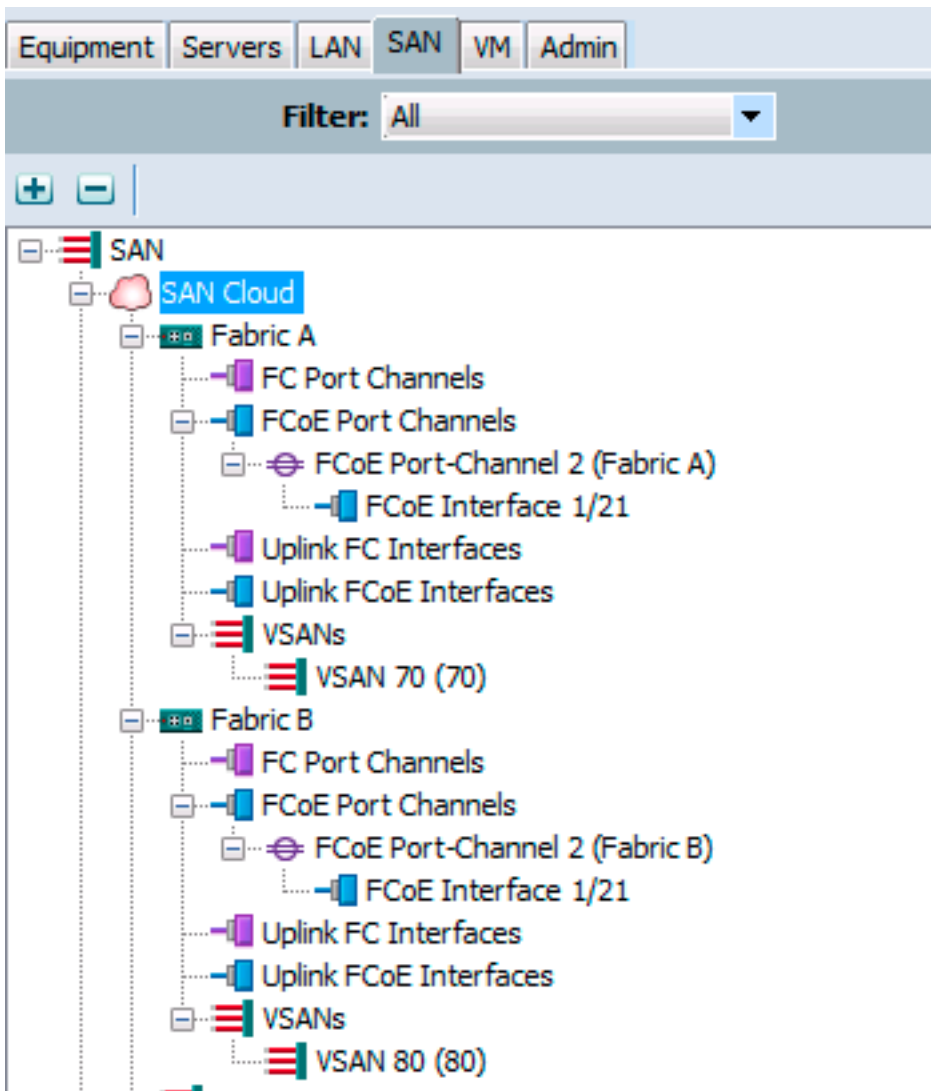 Equipment Servers LAN SAN VM Admin
Filter: All
SAN
SAN Cloud
Fabric A
FC Port Channels
FCoE Port Channels
FCoE Port-Channel 2 (Fabric A)
FCoE Interface 1/21
Uplink FC Interfaces
Uplink FCoE Interfaces
VSANs
VSAN 70 (70)
Fabric B
FC Port Channels
FCoE Port Channels
FCoE Port-Channel 2 (Fabric B)
FCoE Interface 1/21
Uplink FC Interfaces
Uplink FCoE Interfaces
VSANs
VSAN 80 (80)